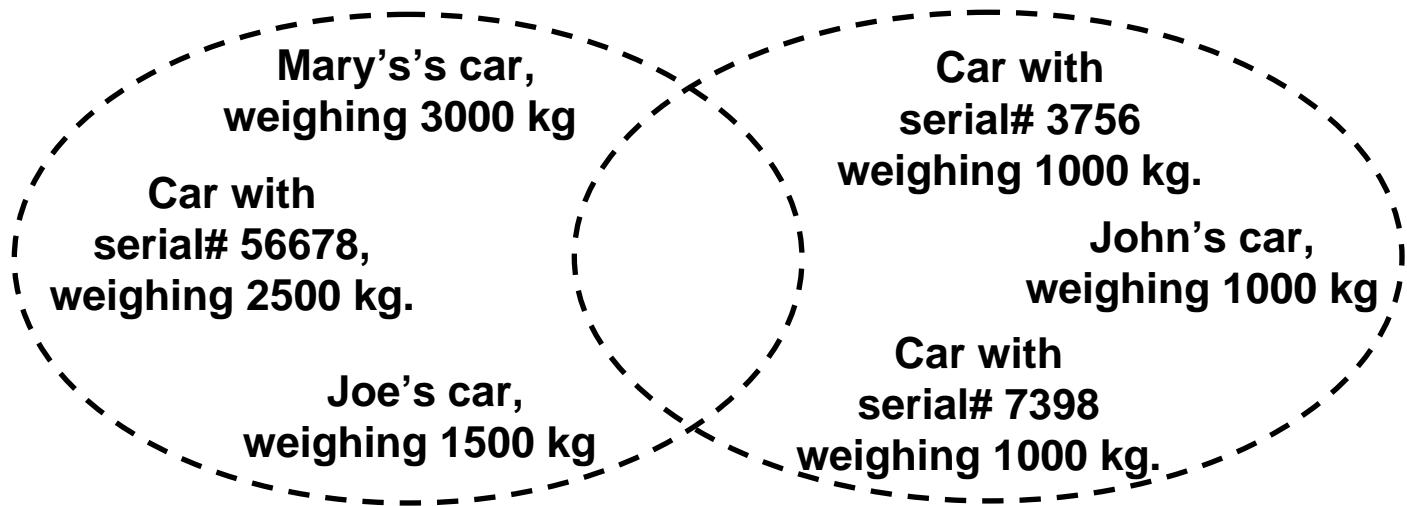 Mary’s’s car,
weighing 3000 kg
Car with
serial# 56678,
weighing 2500 kg.
Joe’s car,
weighing 1500 kg
Car with
serial# 3756
weighing 1000 kg.
John’s car,
weighing 1000 kg
Car with
serial# 7398
weighing 1000 kg.